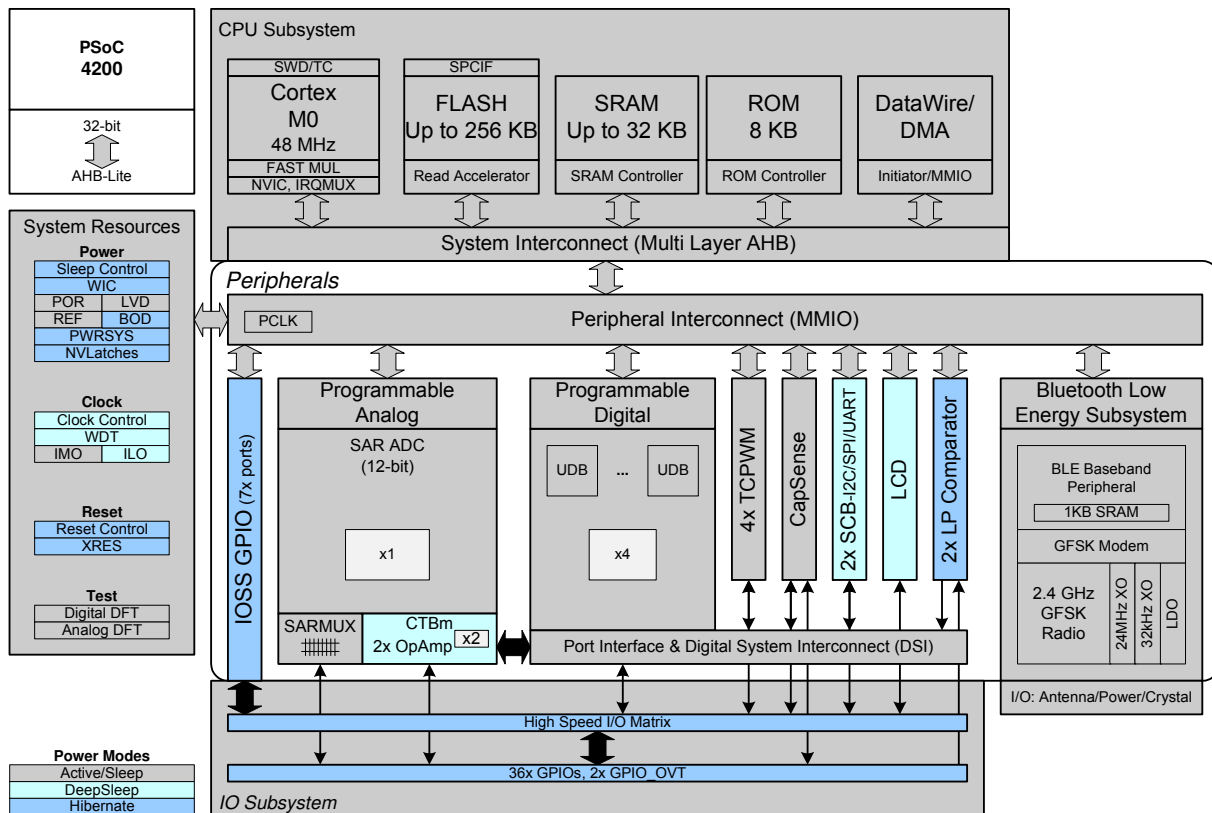 PSoC
4200
32-bit
AHB-Lite
CPU Subsystem
SWD/TC
Cortex
M0
48 MHz
FAST MUL
NVIC, IRQMUX
SPCIF
FLASH
Up to 256 KB
Read Accelerator
SRAM
Up to 32 KB
SRAM Controller
ROM
8 KB
ROM Controller
DataWire/
DMA
Initiator/MMIO
System Interconnect (Multi Layer AHB)
System Resources
Power
Sleep Control
WIC
POR LVD
REF BOD
PWRSYS
NVLatches
Clock
Clock Control
WDT
IMO ILO
Reset
Reset Control
XRES
Test
Digital DFT
Analog DFT
Peripherals
PCLK
Peripheral Interconnect (MMIO)
IOSS GPIO (7x ports)
Programmable
Analog
SAR ADC
(12-bit)
x1
SARMUX
CTBm
2x OpAmp
x2
Programmable
Digital
UDB ... UDB
x4
4x TCPWM
CapSense
2x SCB-I2C/SPI/UART
LCD
2x LP Comparator
Port Interface & Digital System Interconnect (DSI)
Bluetooth Low
Energy Subsystem
BLE Baseband
Peripheral
1KB SRAM
GFSK Modem
2.4 GHz
GFSK
Radio
24MHz XO
32kHz XO
LDO
I/O: Antenna/Power/Crystal
High Speed I/O Matrix
36x GPIOs, 2x GPIO_OVT
IO Subsystem
Power Modes
Active/Sleep
DeepSleep
Hibernate